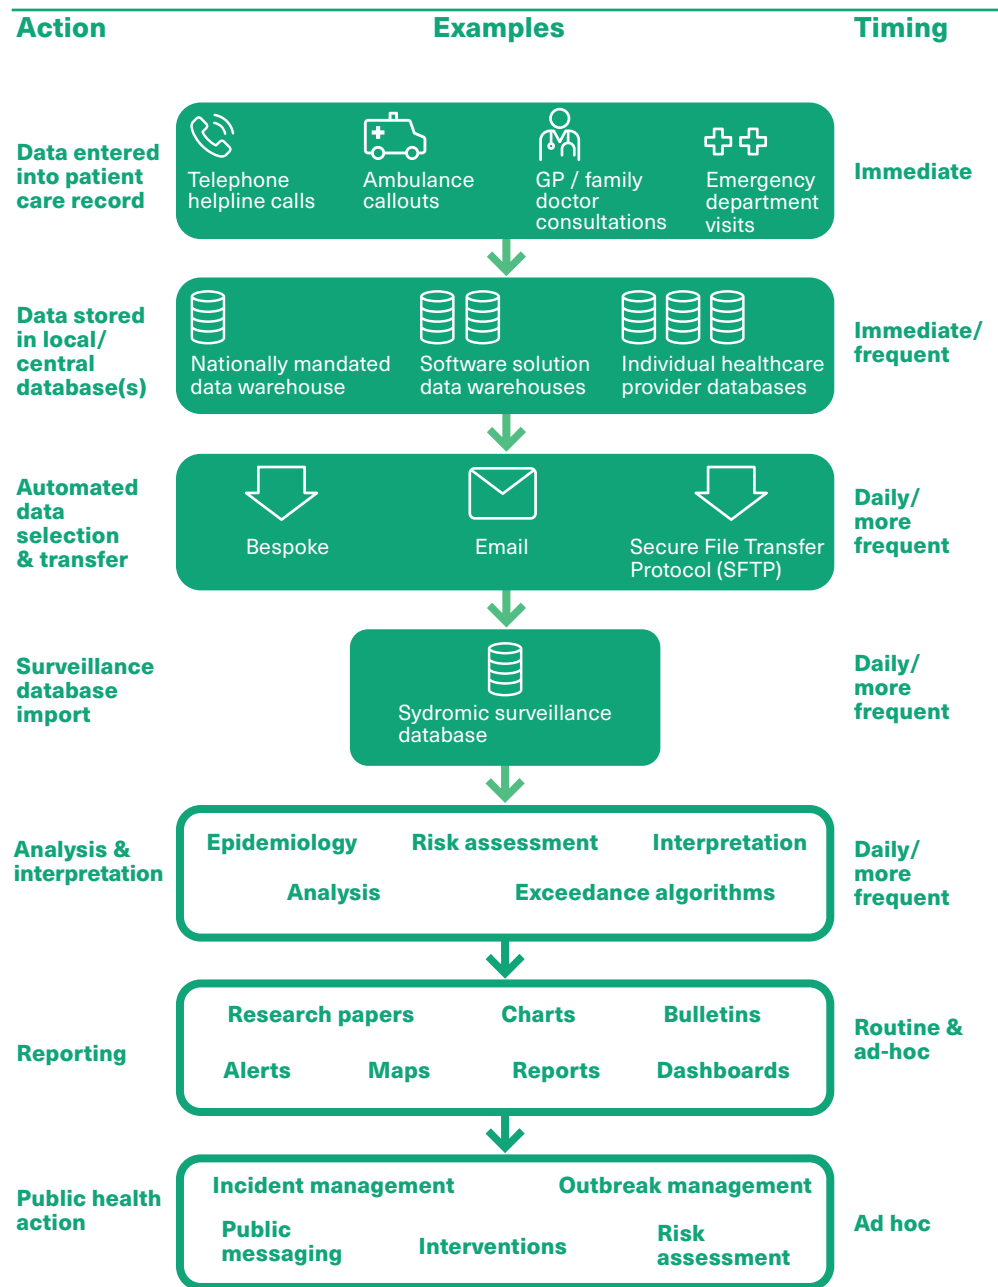 Action
Examples
Timing
Data entered
into patient
care record
Telephone
helpline calls
Ambulance
callouts
GP / family
doctor
consultations
Emergency
department
visits
Immediate
Data stored
in local/
central
database(s)
Nationally mandated
data warehouse
Software solution
data warehouses
Individual healthcare
provider databases
Immediate/
frequent
Automated
data
selection
& transfer
Bespoke
Email
Secure File Transfer
Protocol (SFTP)
Daily/
more
frequent
Surveillance
database
import
Sydromic surveillance
database
Daily/
more
frequent
Analysis &
interpretation
Epidemiology
Risk assessment
Interpretation
Analysis
Exceedance algorithms
Daily/
more
frequent
Reporting
Research papers
Charts
Bulletins
Alerts
Maps
Reports
Dashboards
Routine &
ad-hoc
Public health
action
Incident management
Outbreak management
Public
messaging
Interventions
Risk
assessment
Ad hoc